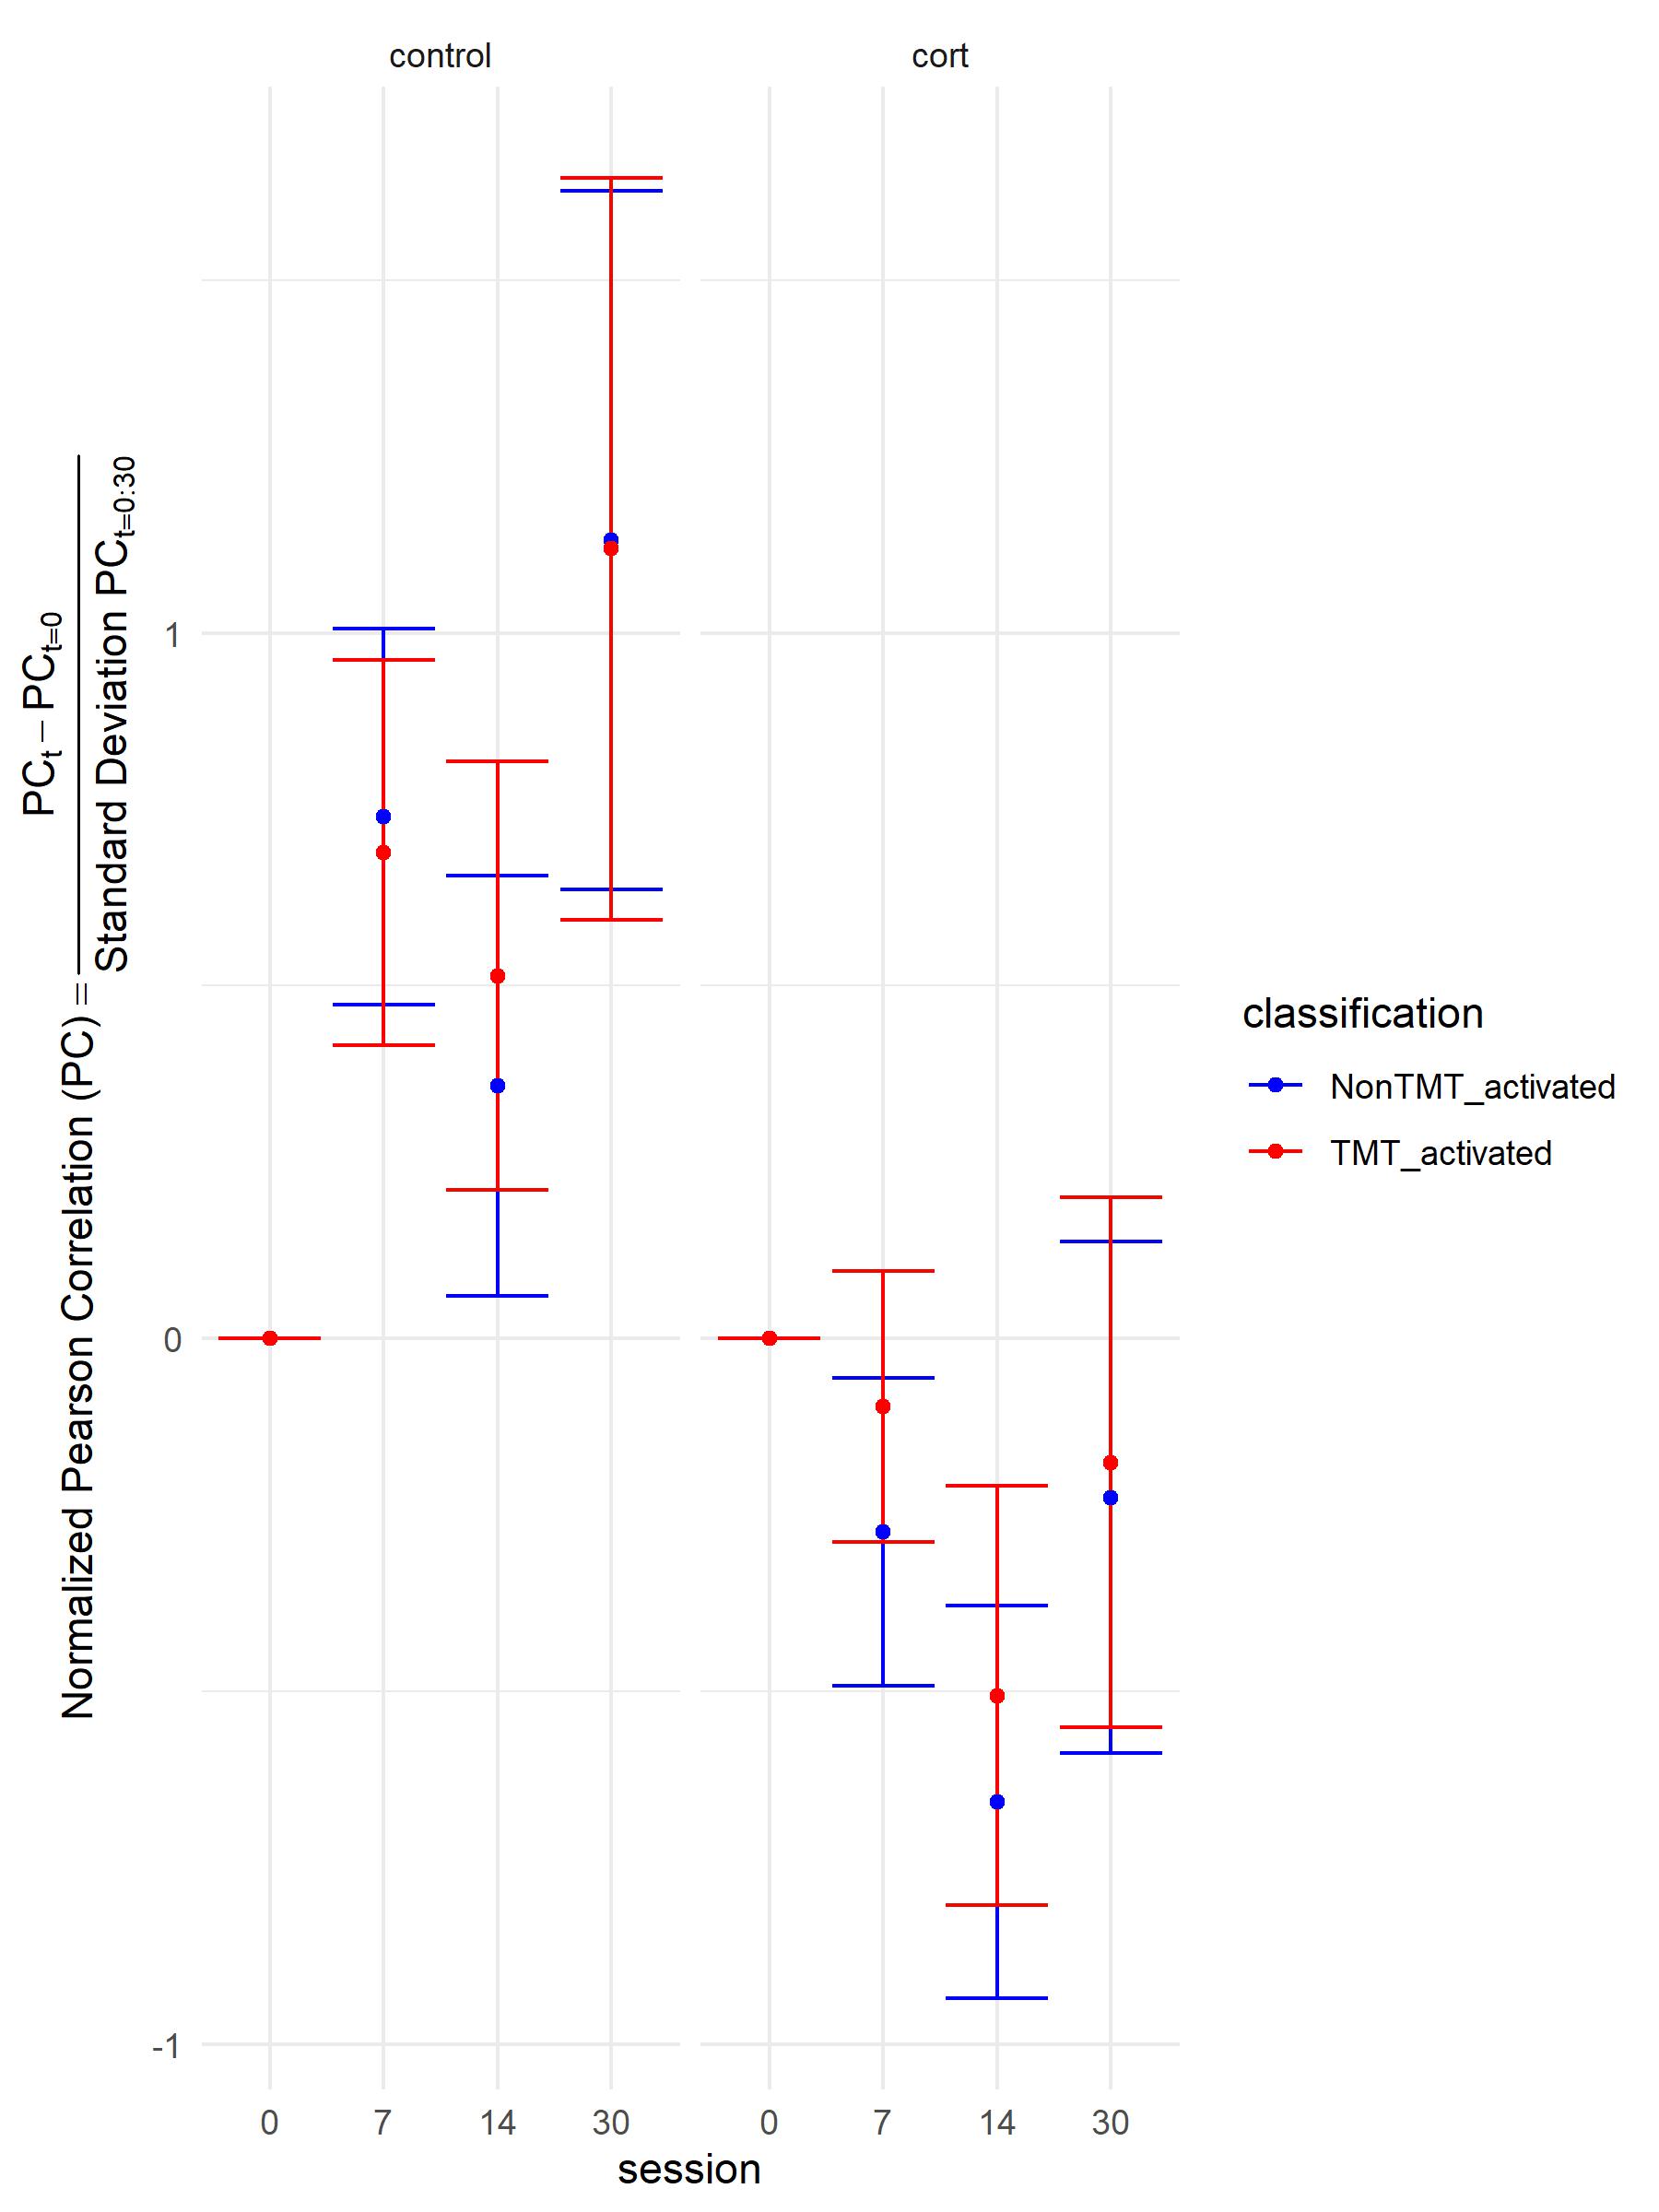 control
cort
Normalized Pearson Correlation (PC) =
PCt − PCt=0
Standard Deviation PCt=0:30
1
0
-1
0 7 14 30
0 7 14 30
session
classification
NonTMT_activated
TMT_activated